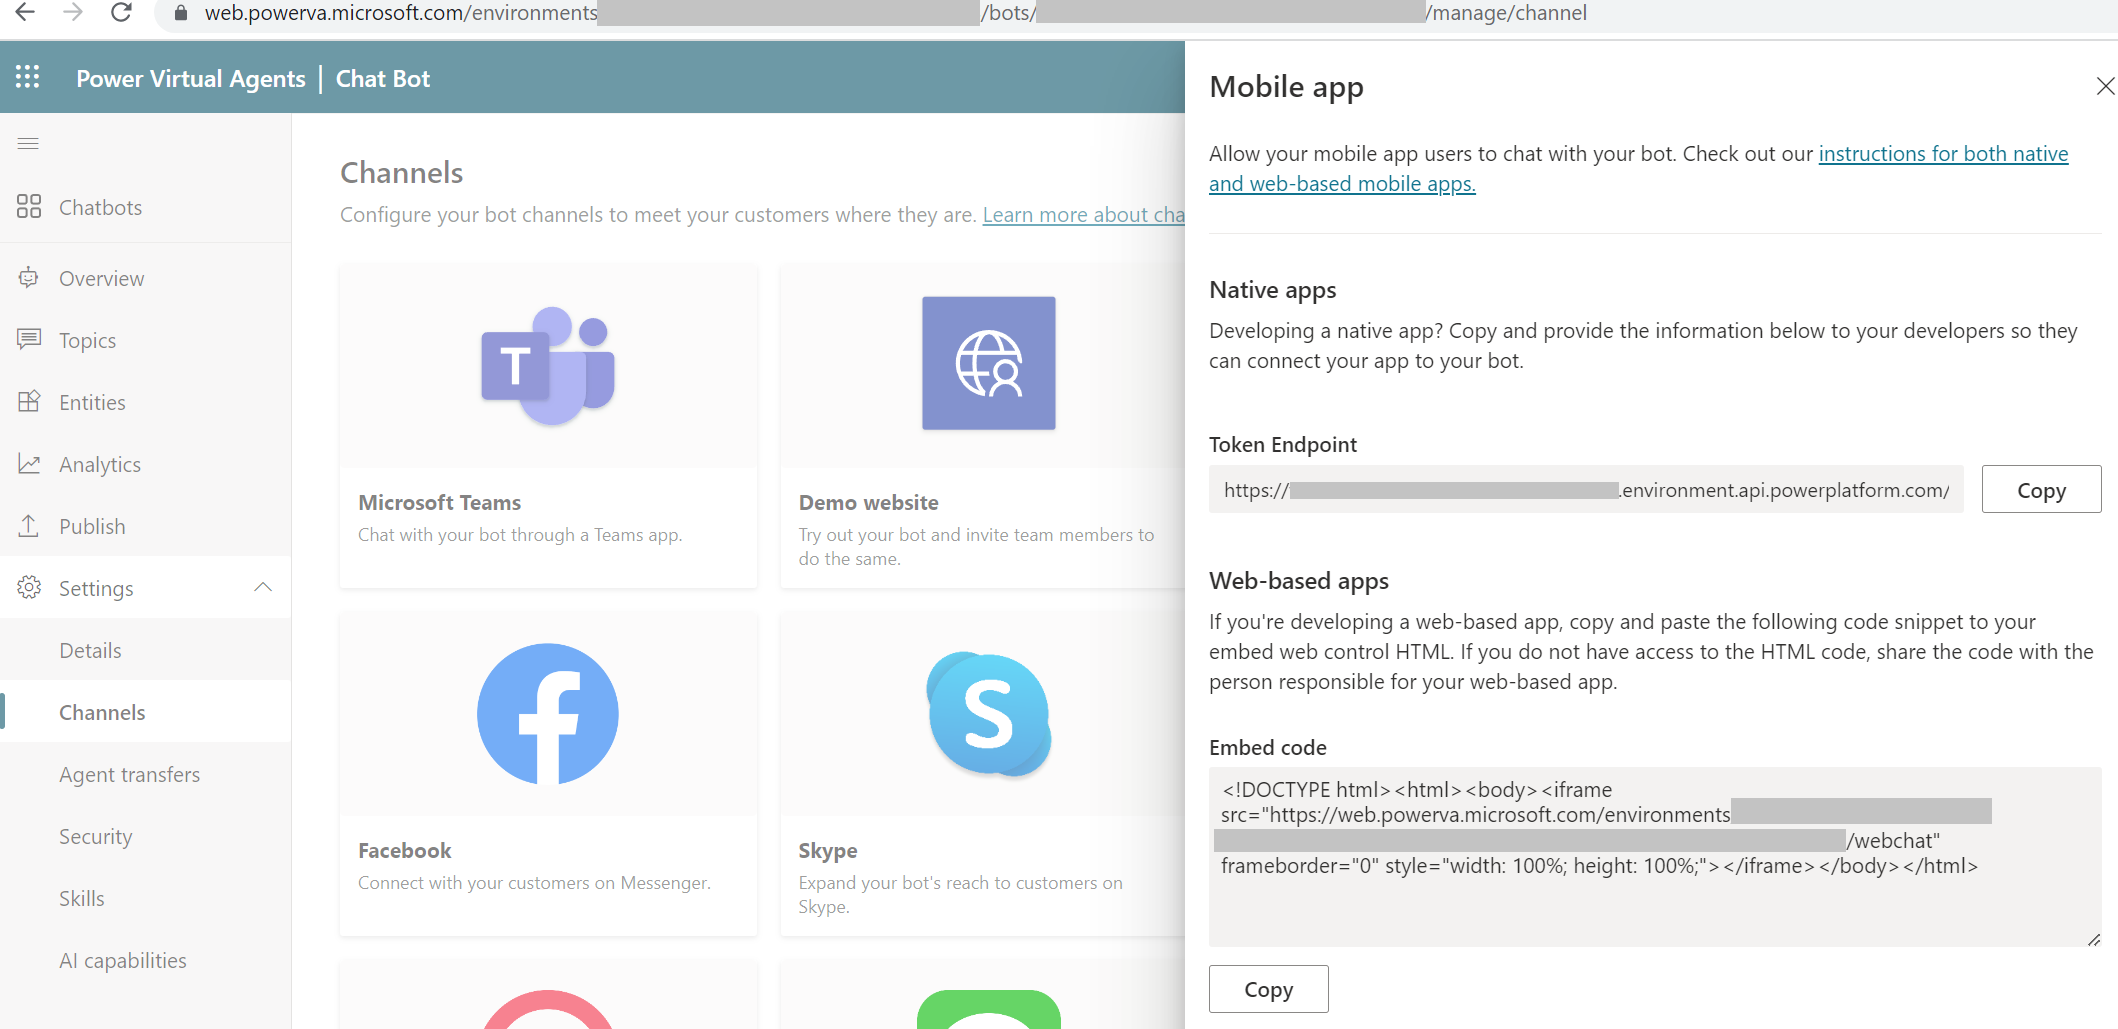 web.powerva.microsoft.com/environments /bots/ /manage/channel
Power Virtual Agents | Chat Bot
Chatbots
Overview
Topics
Entities
Analytics
Publish
Settings
Details
Channels
Agent transfers
Security
Skills
AI capabilities
Channels
Configure your bot channels to meet your customers where they are. Learn more about cha
T
Microsoft Teams
Chat with your bot through a Teams app.
Demo website
Try out your bot and invite team members to
do the same.
f
Facebook
Connect with your customers on Messenger.
S
Skype
Expand your bot's reach to customers on
Skype.
Mobile app
Allow your mobile app users to chat with your bot. Check out our instructions for both native
and web-based mobile apps.
Native apps
Developing a native app? Copy and provide the information below to your developers so they
can connect your app to your bot.
Token Endpoint
https:// .environment.api.powerplatform.com/
Copy
Web-based apps
If you're developing a web-based app, copy and paste the following code snippet to your
embed web control HTML. If you do not have access to the HTML code, share the code with the
person responsible for your web-based app.
Embed code
<!DOCTYPE html><html><body><iframe
src="https://web.powerva.microsoft.com/environments
/webchat"
frameborder="0" style="width: 100%; height: 100%;"></iframe></body></html>
Copy